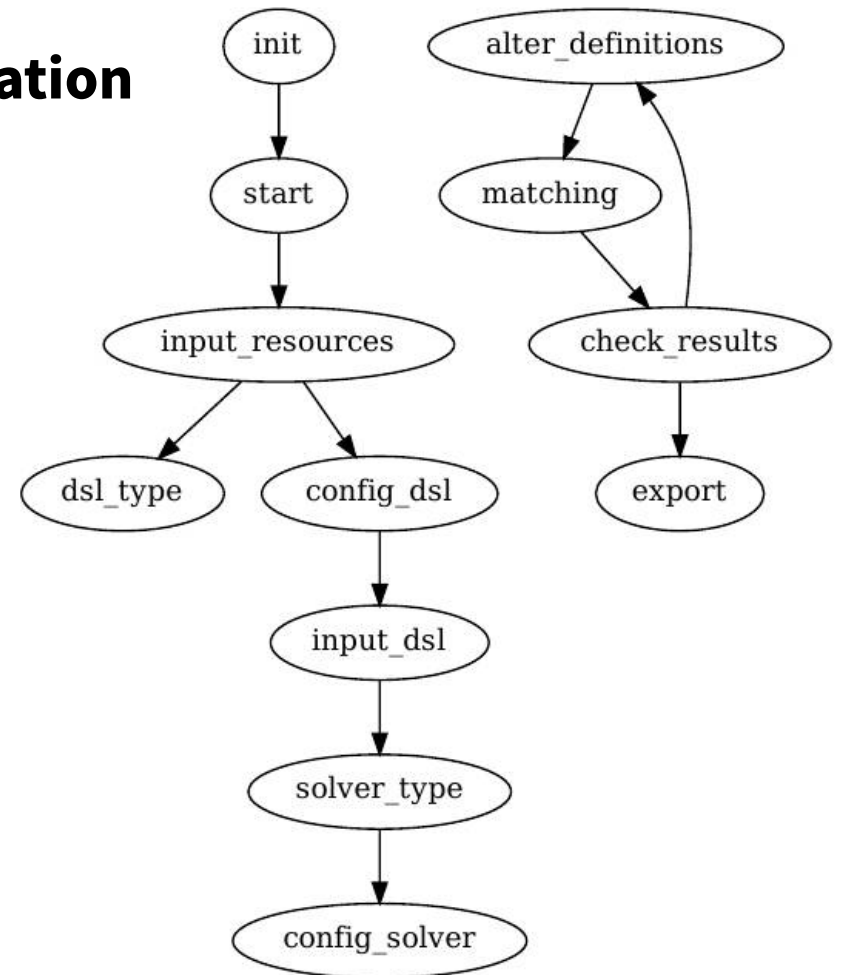 ation
init
alter_definitions
start
matching
input_resources
check_results
dsl_type
config_dsl
export
input_dsl
solver_type
config_solver